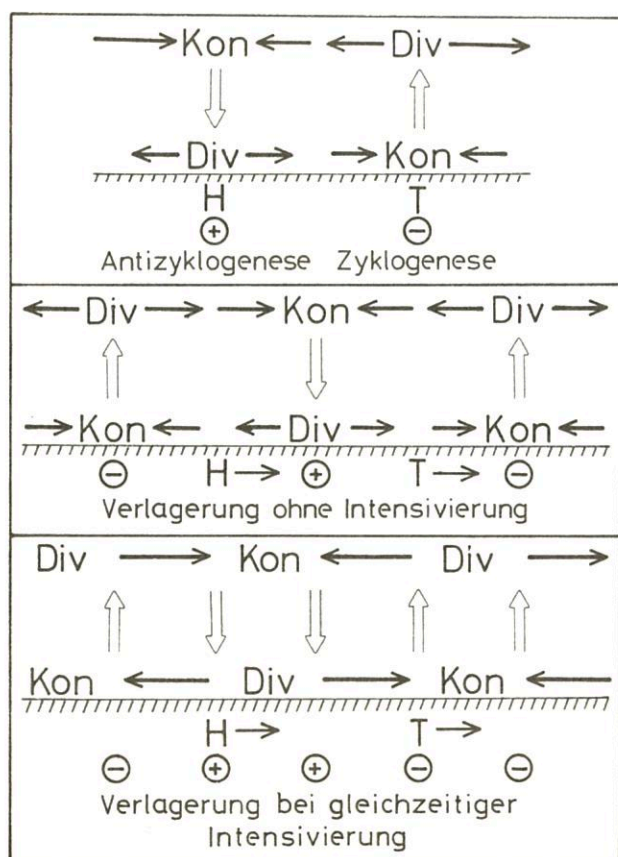 Kon Div
Div Kon
H T
+ −
Antizyklogenese Zyklogenese
Div Kon Div
Kon Div Kon
− H + T −
Verlagerung ohne Intensivierung
Div Kon Div
Kon Div Kon
H T
− + + − −
Verlagerung bei gleichzeitiger
Intensivierung